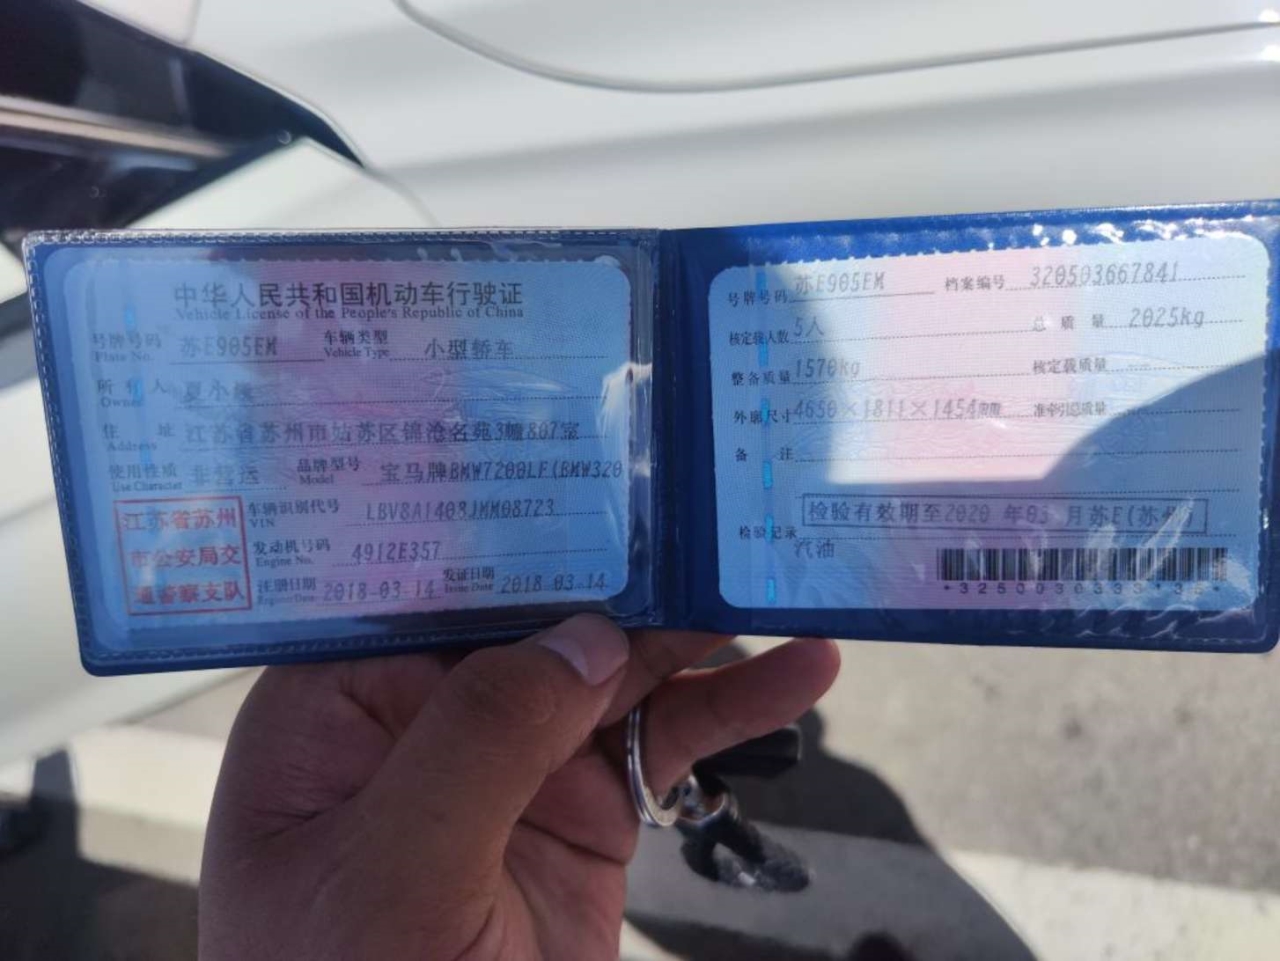 中华人民共和国机动车行驶证
Vehicle License of the People's Republic of China
号牌号码 Plate No. 苏E905EM 车辆类型 Vehicle Type 小型轿车
所有人 Owner 夏小
住址 Address 江苏省苏州市姑苏区锦沧名苑3幢807室
使用性质 Use Character 非营运 品牌型号 Model 宝马牌BMW7200LF(BMW320
江苏省苏州
市公安局交
通警察支队
车辆识别代号 VIN LBV8A1408JMM08723
发动机号码 Engine No. 4912E357
注册日期 Register Date 2018-03-14 发证日期 Issue Date 2018-03-14
号牌号码 苏E905EM 档案编号 320503667841
核定载人数 5人 总质量 2025kg
整备质量 1570kg 核定载质量 --
外廓尺寸 4650×1811×1454mm 准牵引总质量
备注
检验有效期至2020年03月苏E(苏州)
检验记录
汽油